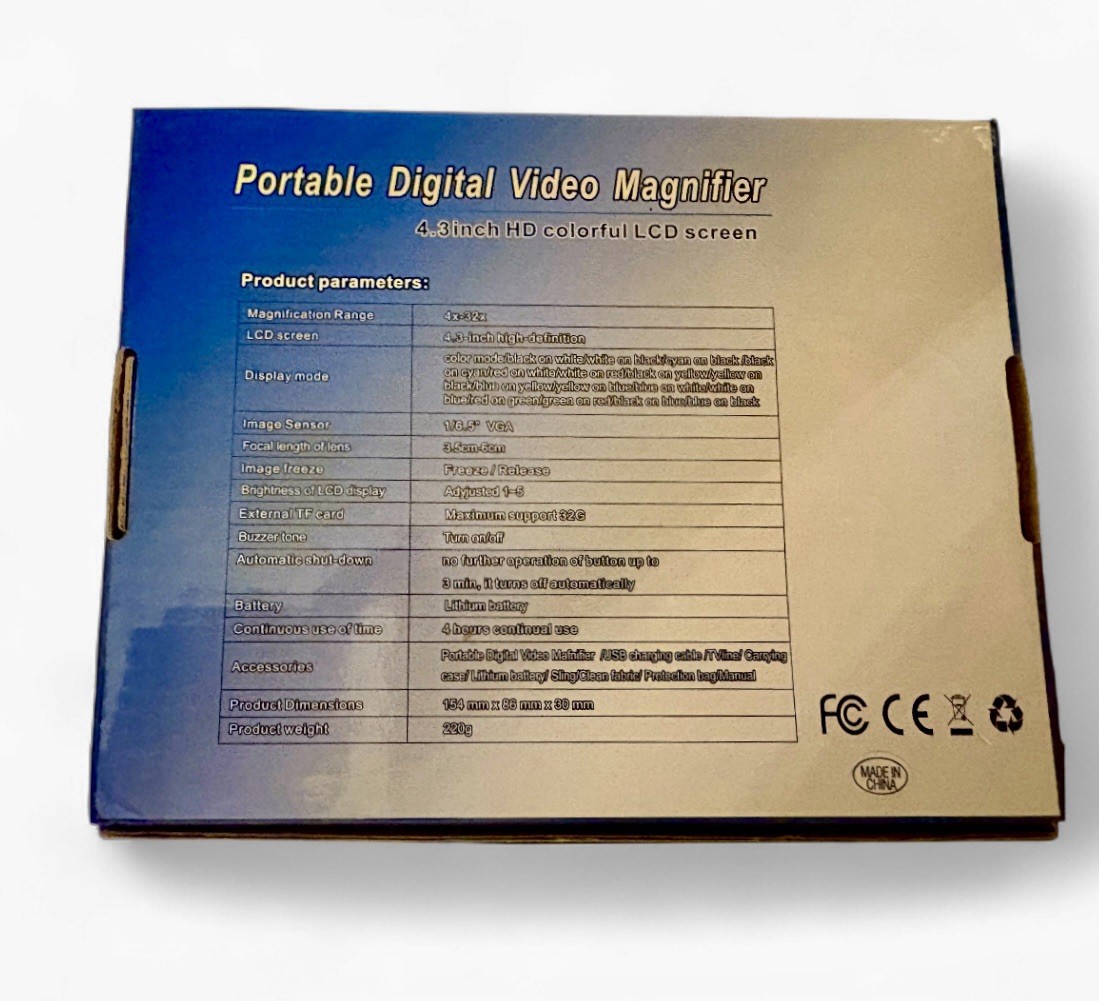 Portable Digital Video Magnifier
4.3inch HD colorful LCD screen
Product parameters:
Magnification Range 4x-32x
LCD screen 4.3-inch high-definition
Display mode
color mode/black on white/white on black/cyan on black /black
on cyan/red on white/white on red/black on yellow/yellow on
black/blue on yellow/yellow on blue/blue on white/white on
blue/red on green/green on red/black on blue/blue on black
Image Sensor 1/6.5" VGA
Focal length of lens 3.5cm-6cm
Image freeze Freeze / Release
Brightness of LCD display Adyjusted 1-5
External TF card Maximum support 32G
Buzzer tone Turn on/off
Automatic shut-down no further operation of button up to
3 min, it turns off automatically
Battery Lithium battery
Continuous use of time 4 hours continual use
Accessories
Portable Digital Video Mafnifier /USB charging cable /TVline/ Carrying
case/ Lithium battery/ Sling/Clean fabric/ Protection bag/Manual
Product Dimensions 154 mm x 86 mm x 30 mm
Product weight 220g
FC CE
MADE IN
CHINA